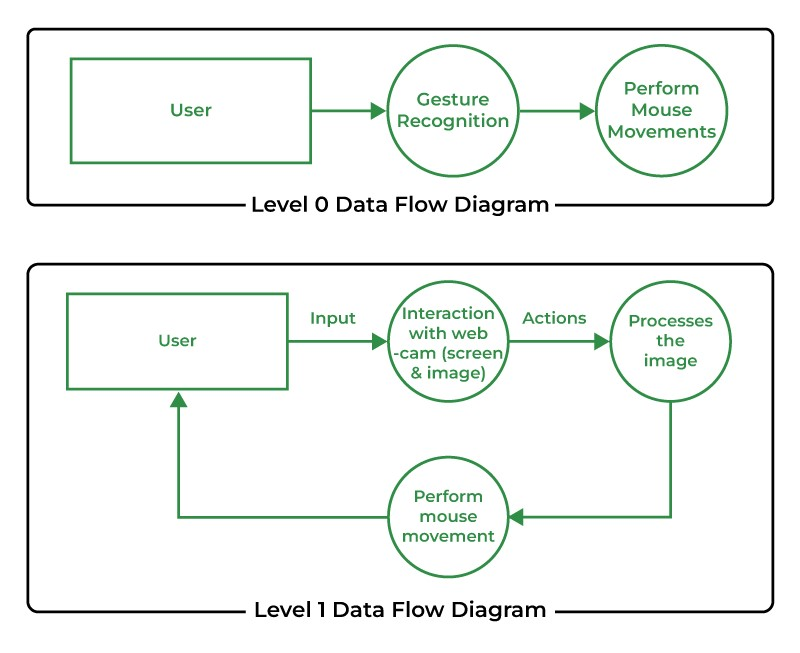 User
Gesture
Recognition
Perform
Mouse
Movements
Level 0 Data Flow Diagram
User
Input
Interaction
with web
-cam (screen
& image)
Actions
Processes
the
image
Perform
mouse
movement
Level 1 Data Flow Diagram